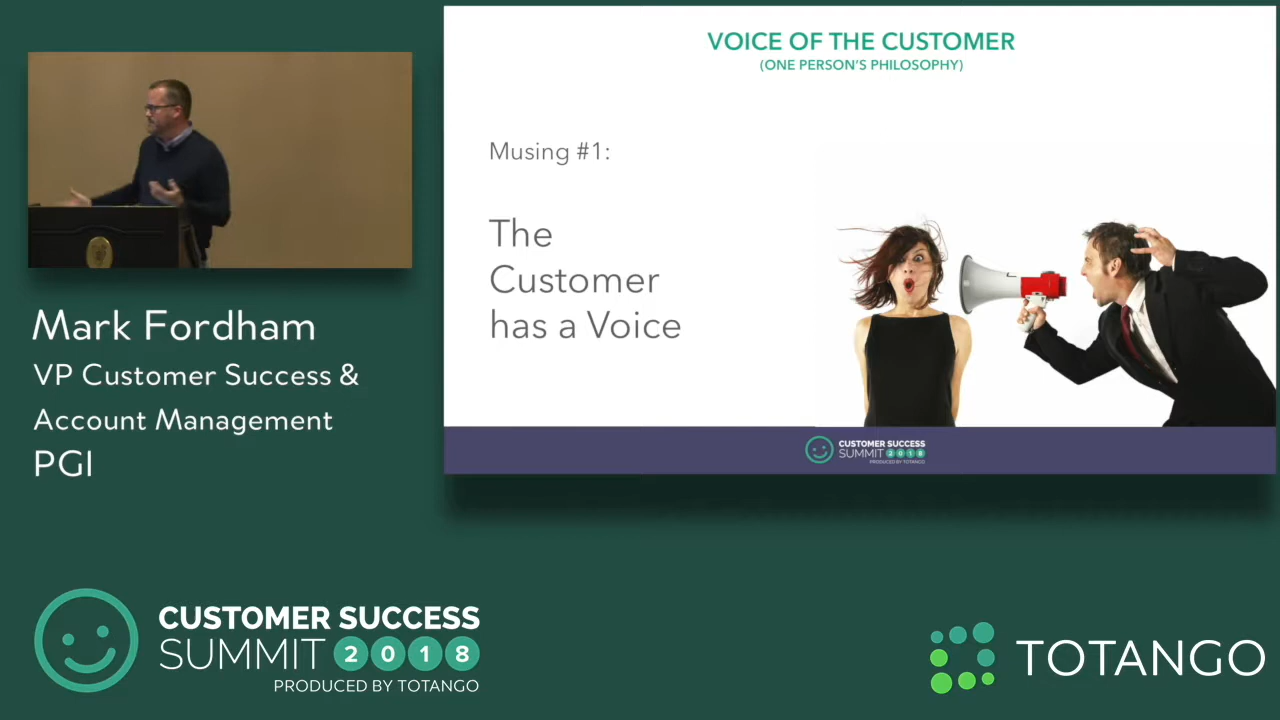 VOICE OF THE CUSTOMER
(ONE PERSON'S PHILOSOPHY)
Musing #1:
The
Customer
has a Voice
CUSTOMER SUCCESS
SUMMIT 2018
PRODUCED BY TOTANGO
Mark Fordham
VP Customer Success &
Account Management
PGI
CUSTOMER SUCCESS
SUMMIT 2018
PRODUCED BY TOTANGO
TOTANGO